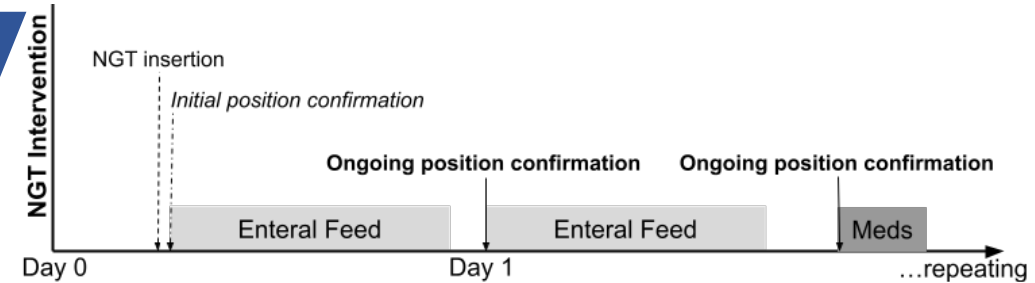 NGT Intervention
NGT insertion
Initial position confirmation
Ongoing position confirmation
Ongoing position confirmation
Enteral Feed
Enteral Feed
Meds
Day 0
Day 1
…repeating